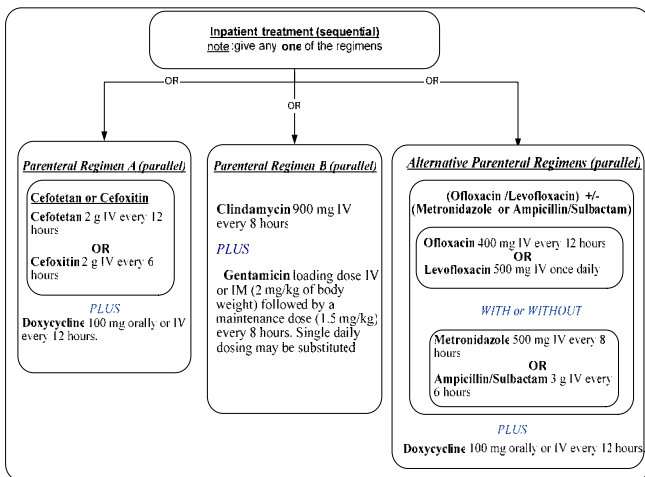 Inpatient treatment (sequential)
note :give any one of the regimens
OR
OR
OR
Parenteral Regimen A (parallel)
Cefotetan or Cefoxitin
Cefotetan 2 g IV every 12
hours
OR
Cefoxitin 2 g IV every 6
hours
PLUS
Doxycycline 100 mg orally or IV
every 12 hours.
Parenteral Regimen B (parallel)
Clindamycin 900 mg IV
every 8 hours
PLUS
Gentamicin loading dose IV
or IM (2 mg/kg of body
weight) followed by a
maintenance dose (1.5 mg/kg)
every 8 hours. Single daily
dosing may be substituted
Alternative Parenteral Regimens (parallel)
(Ofloxacin /Levofloxacin) +/-
(Metronidazole or Ampicillin/Sulbactam)
Ofloxacin 400 mg IV every 12 hours
OR
Levofloxacin 500 mg IV once daily
WITH or WITHOUT
Metronidazole 500 mg IV every 8
hours
OR
Ampicillin/Sulbactam 3 g IV every
6 hours
PLUS
Doxycycline 100 mg orally or IV every 12 hours.